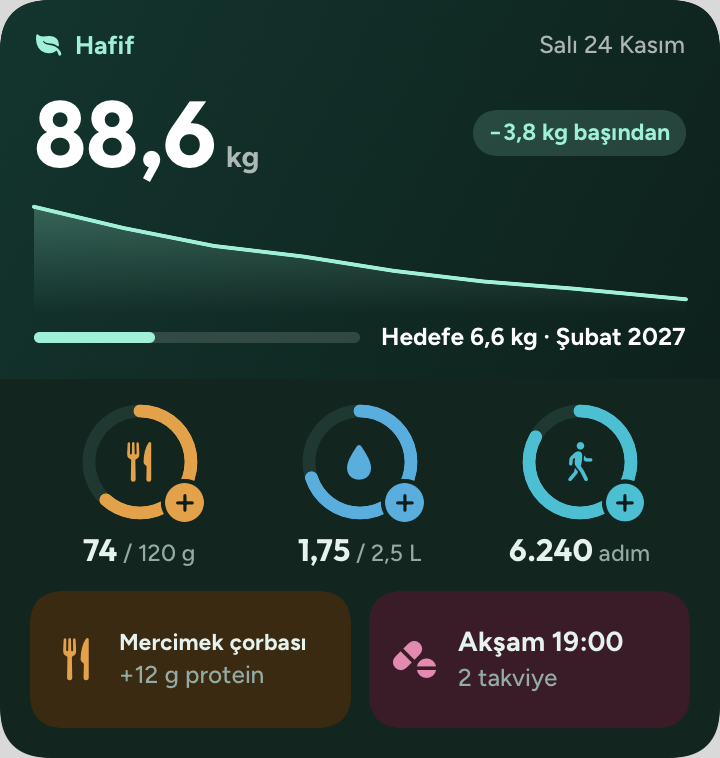 Hafif
Salı 24 Kasım
88,6 kg
−3,8 kg başından
Hedefe 6,6 kg · Şubat 2027
74 / 120 g
1,75 / 2,5 L
6.240 adım
Mercimek çorbası
+12 g protein
Akşam 19:00
2 takviye